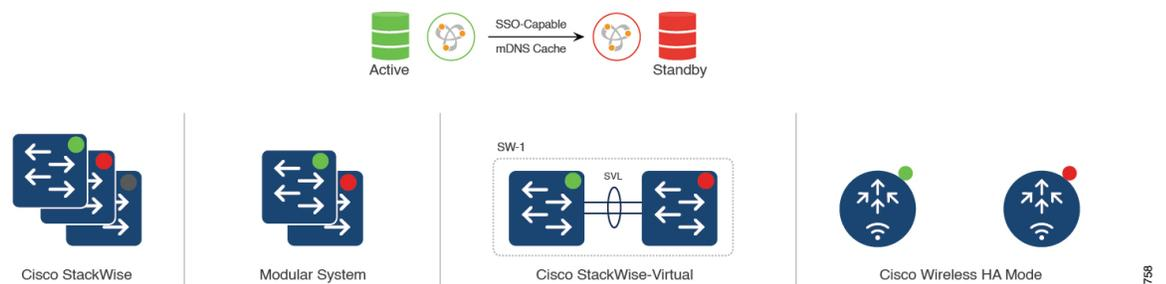 SSO-Capable
mDNS Cache
Active
Standby
SW-1
SVL
Cisco StackWise
Modular System
Cisco StackWise-Virtual
Cisco Wireless HA Mode
758